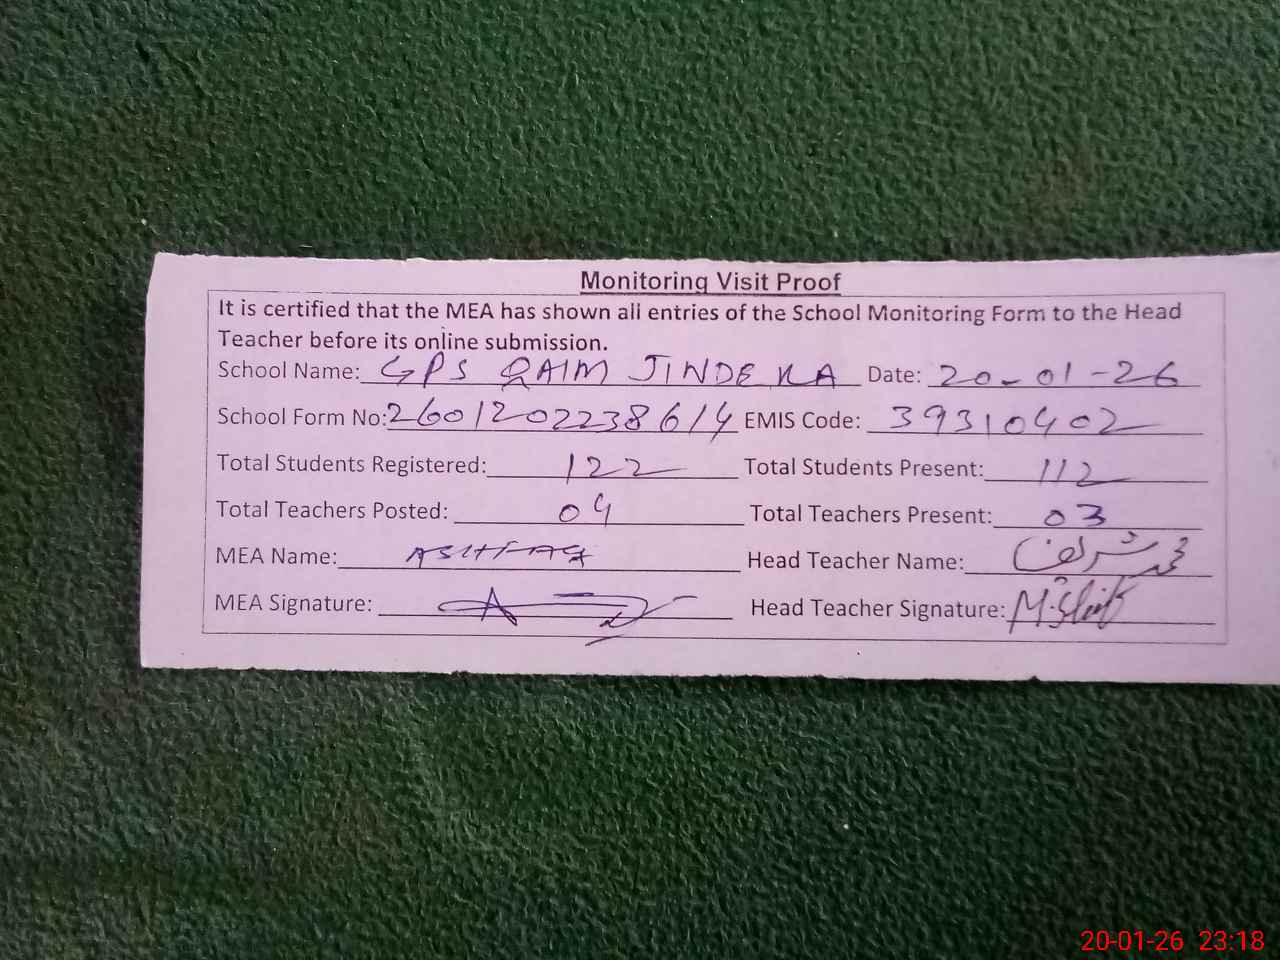 Monitoring Visit Proof
It is certified that the MEA has shown all entries of the School Monitoring Form to the Head
Teacher before its online submission.
School Name: GPS QAIM JINDEKA Date: 20-01-26
School Form No: 2601202238614 EMIS Code: 39310402
Total Students Registered: 122 Total Students Present: 112
Total Teachers Posted: 04 Total Teachers Present: 03
MEA Name: ASHFAQ Head Teacher Name: محمد شریف
MEA Signature: Head Teacher Signature:
20-01-26 23:18